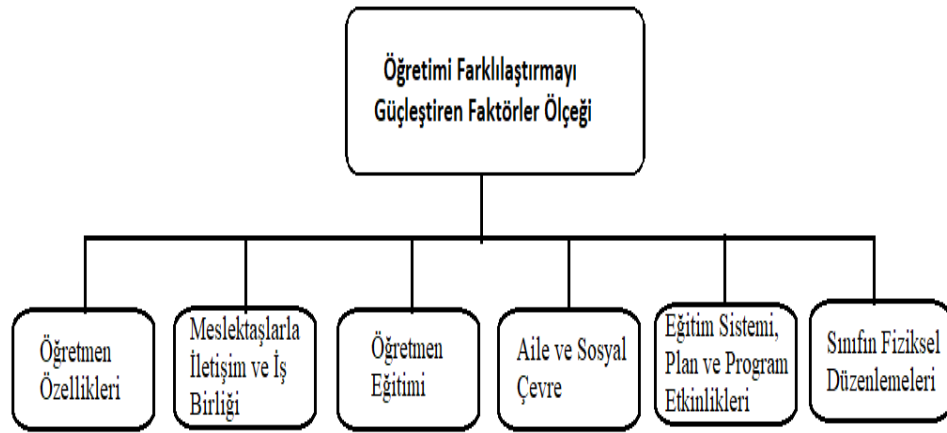 Öğretimi Farklılaştırmayı
Güçleştiren Faktörler Ölçeği
Öğretmen
Özellikleri
Meslektaşlarla
İletişim ve İş
Birliği
Öğretmen
Eğitimi
Aile ve Sosyal
Çevre
Eğitim Sistemi,
Plan ve Program
Etkinlikleri
Sınıfın Fiziksel
Düzenlemeleri